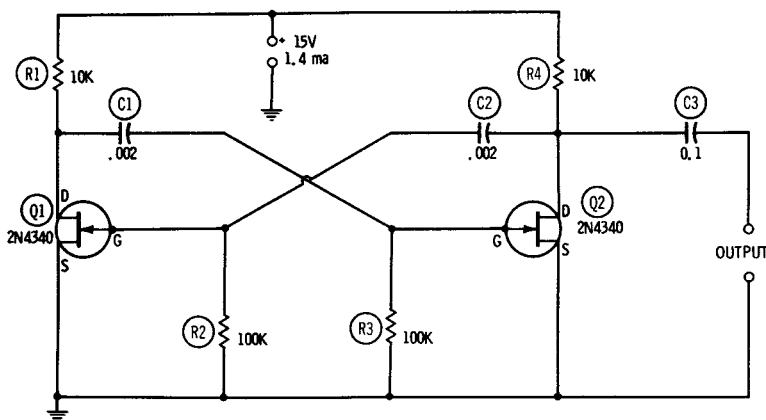 + 15V
1.4 ma
R1
10K
R4
10K
C1
.002
C2
.002
C3
0.1
Q1
2N4340
D
G
S
Q2
2N4340
D
G
S
OUTPUT
R2
100K
R3
100K